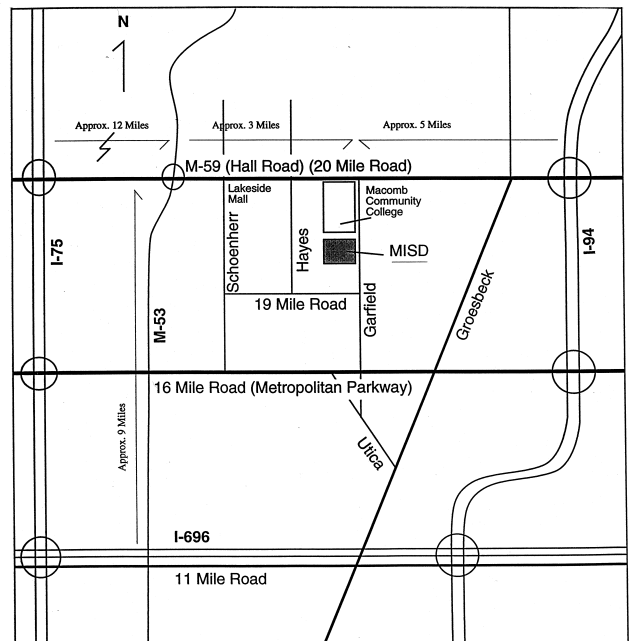 N
Approx. 12 Miles
Approx. 3 Miles
Approx. 5 Miles
M-59 (Hall Road) (20 Mile Road)
Lakeside
Mall
Macomb
Community
College
Schoenherr
Hayes
MISD
I-75
I-94
Groesbeck
19 Mile Road
Garfield
M-53
16 Mile Road (Metropolitan Parkway)
Approx. 9 Miles
Utica
I-696
11 Mile Road